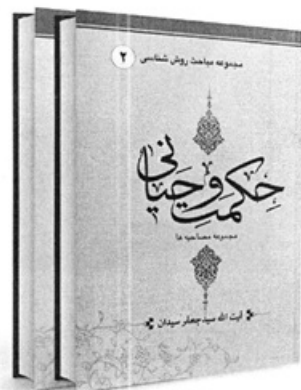 مجموعه مباحث روش شناسی ۲
حکمت وحیانی
مجموعه مصاحبه ها
آیت الله سید جعفر سیدان